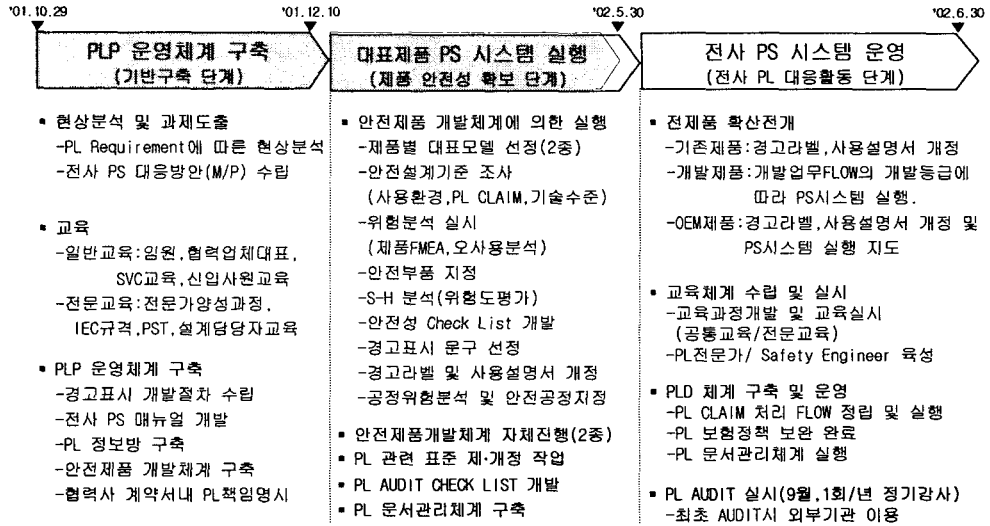 '01.10.29
'01.12.10
'02.5.30
'02.6.30
PLP 운영체계 구축
(기반구축 단계)
대표제품 PS 시스템 실행
(제품 안전성 확보 단계)
전사 PS 시스템 운영
(전사 PL 대응활동 단계)
▪ 현상분석 및 과제도출
-PL Requirement에 따른 현상분석
-전사 PS 대응방안(M/P) 수립
▪ 교육
-일반교육:임원,협력업체대표,
SVC교육,신입사원교육
-전문교육:전문가양성과정,
IEC규격,PST,설계담당자교육
▪ PLP 운영체계 구축
-경고표시 개발절차 수립
-전사 PS 매뉴얼 개발
-PL 정보방 구축
-안전제품 개발체계 구축
-협력사 계약서내 PL책임명시
▪ 안전제품 개발체계에 의한 실행
-제품별 대표모델 선정(2종)
-안전설계기준 조사
(사용환경,PL CLAIM,기술수준)
-위험분석 실시
(제품FMEA,오사용분석)
-안전부품 지정
-S-H 분석(위험도평가)
-안전성 Check List 개발
-경고표시 문구 선정
-경고라벨 및 사용설명서 개정
-공정위험분석 및 안전공정지정
▪ 안전제품개발체계 자체진행(2종)
▪ PL 관련 표준 제·개정 작업
▪ PL AUDIT CHECK LIST 개발
▪ PL 문서관리체계 구축
▪ 전제품 확산전개
-기존제품:경고라벨,사용설명서 개정
-개발제품:개발업무FLOW의 개발등급에
따라 PS시스템 실행.
-OEM제품:경고라벨,사용설명서 개정 및
PS시스템 실행 지도
▪ 교육체계 수립 및 실시
-교육과정개발 및 교육실시
(공통교육/전문교육)
-PL전문가/ Safety Engineer 육성
▪ PLD 체계 구축 및 운영
-PL CLAIM 처리 FLOW 정립 및 실행
-PL 보험정책 보완 완료
-PL 문서관리체계 실행
▪ PL AUDIT 실시(9월,1회/년 정기감사)
-최초 AUDIT시 외부기관 이용